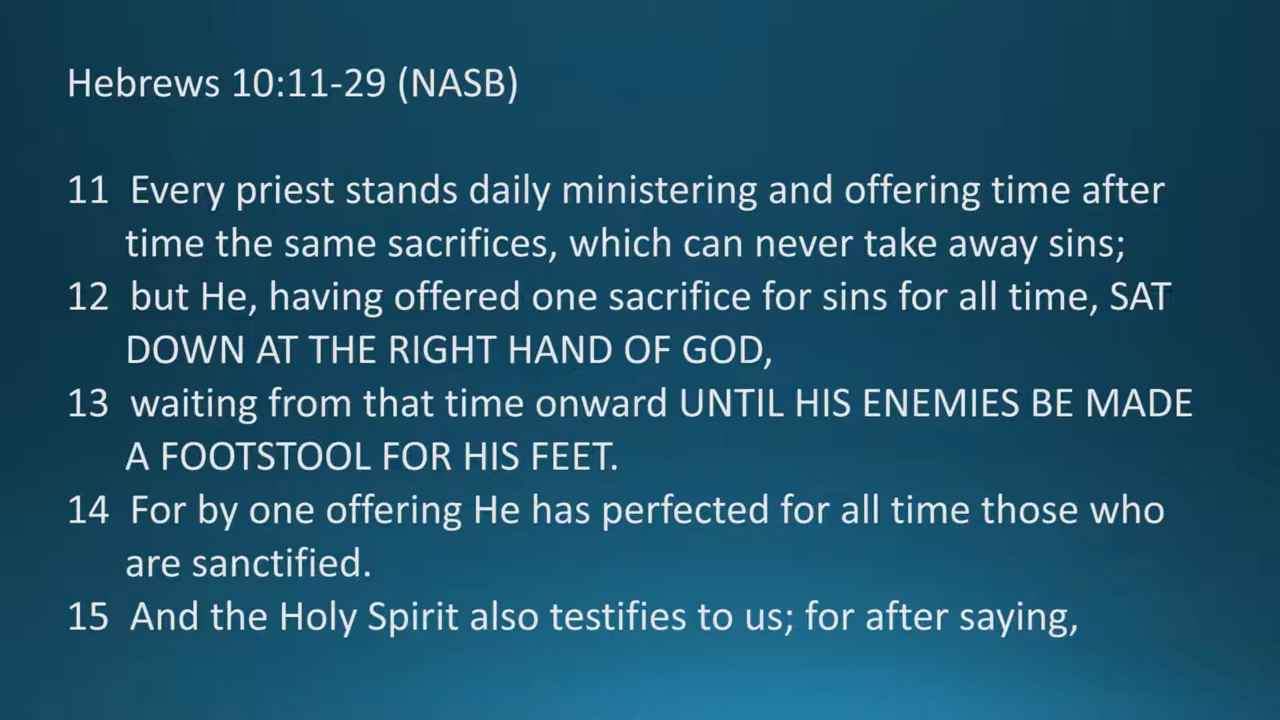 Hebrews 10:11-29 (NASB)
11 Every priest stands daily ministering and offering time after
time the same sacrifices, which can never take away sins;
12 but He, having offered one sacrifice for sins for all time, SAT
DOWN AT THE RIGHT HAND OF GOD,
13 waiting from that time onward UNTIL HIS ENEMIES BE MADE
A FOOTSTOOL FOR HIS FEET.
14 For by one offering He has perfected for all time those who
are sanctified.
15 And the Holy Spirit also testifies to us; for after saying,